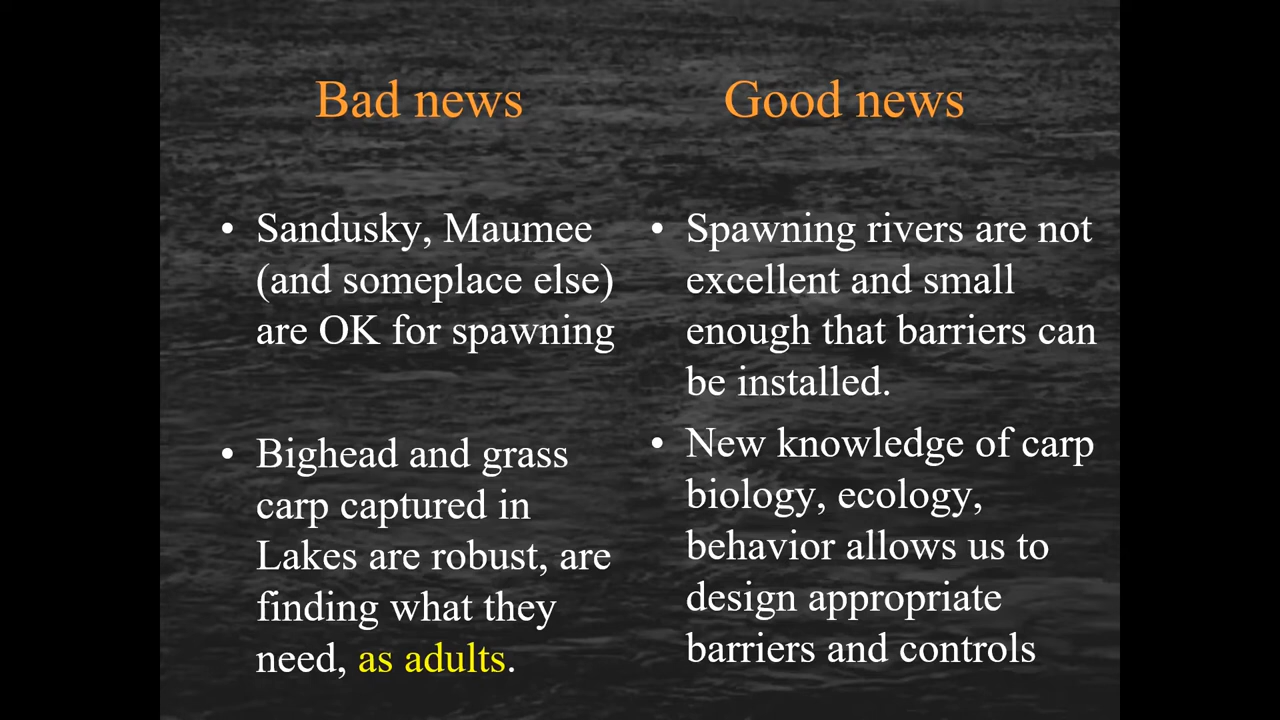 Bad news
Good news
• Sandusky, Maumee
(and someplace else)
are OK for spawning
• Bighead and grass
carp captured in
Lakes are robust, are
finding what they
need, as adults.
• Spawning rivers are not
excellent and small
enough that barriers can
be installed.
• New knowledge of carp
biology, ecology,
behavior allows us to
design appropriate
barriers and controls